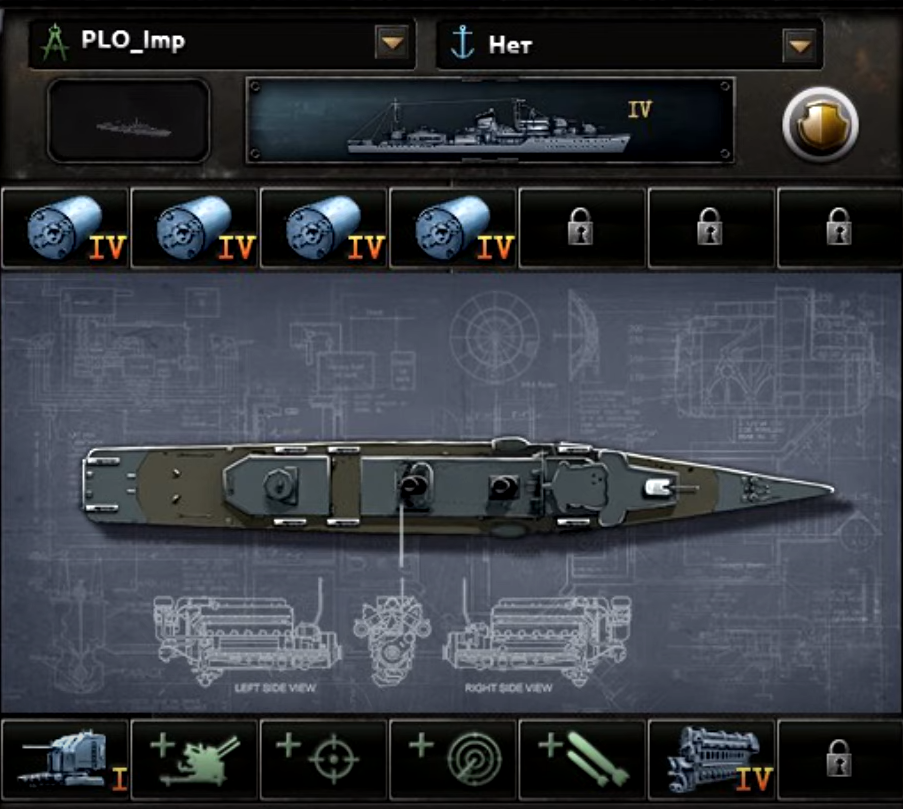 PLO_Imp
Нет
IV
IV IV IV IV
LEFT SIDE VIEW RIGHT SIDE VIEW
I IV